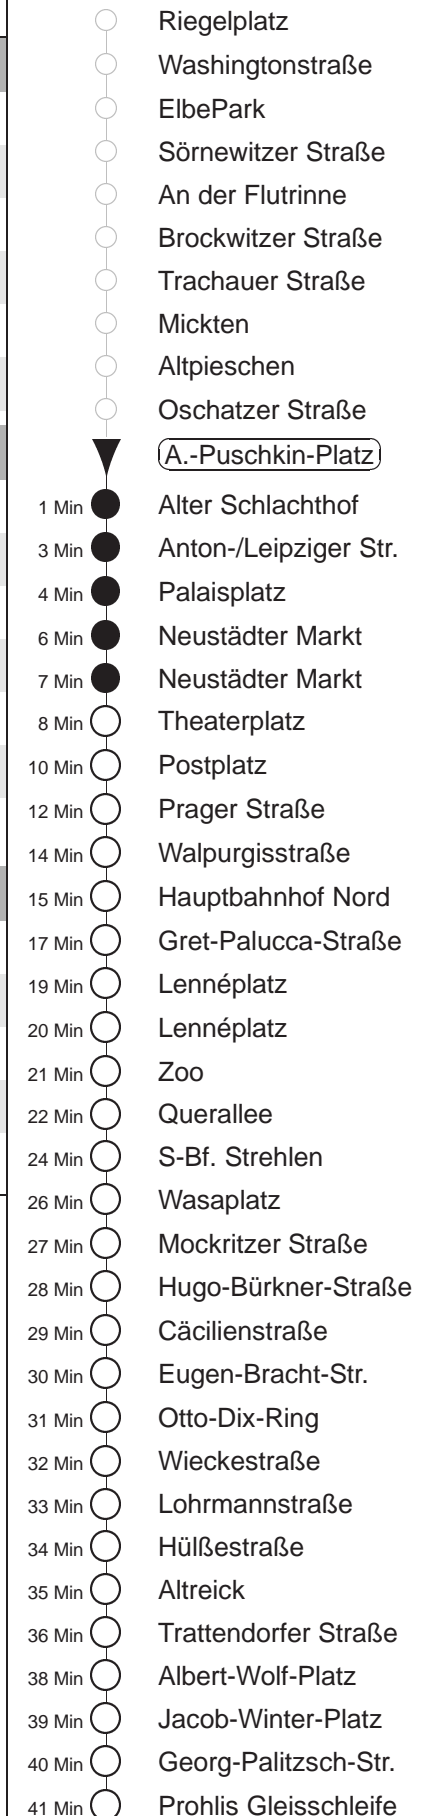 Riegelplatz
Washingtonstraße
ElbePark
Sörnewitzer Straße
An der Flutrinne
Brockwitzer Straße
Trachauer Straße
Mickten
Altpieschen
Oschatzer Straße
A.-Puschkin-Platz
1 Min Alter Schlachthof
3 Min Anton-/Leipziger Str.
4 Min Palaisplatz
6 Min Neustädter Markt
7 Min Neustädter Markt
8 Min Theaterplatz
10 Min Postplatz
12 Min Prager Straße
14 Min Walpurgisstraße
15 Min Hauptbahnhof Nord
17 Min Gret-Palucca-Straße
19 Min Lennéplatz
20 Min Lennéplatz
21 Min Zoo
22 Min Querallee
24 Min S-Bf. Strehlen
26 Min Wasaplatz
27 Min Mockritzer Straße
28 Min Hugo-Bürkner-Straße
29 Min Cäcilienstraße
30 Min Eugen-Bracht-Str.
31 Min Otto-Dix-Ring
32 Min Wieckestraße
33 Min Lohrmannstraße
34 Min Hülßestraße
35 Min Altreick
36 Min Trattendorfer Straße
38 Min Albert-Wolf-Platz
39 Min Jacob-Winter-Platz
40 Min Georg-Palitzsch-Str.
41 Min Prohlis Gleisschleife